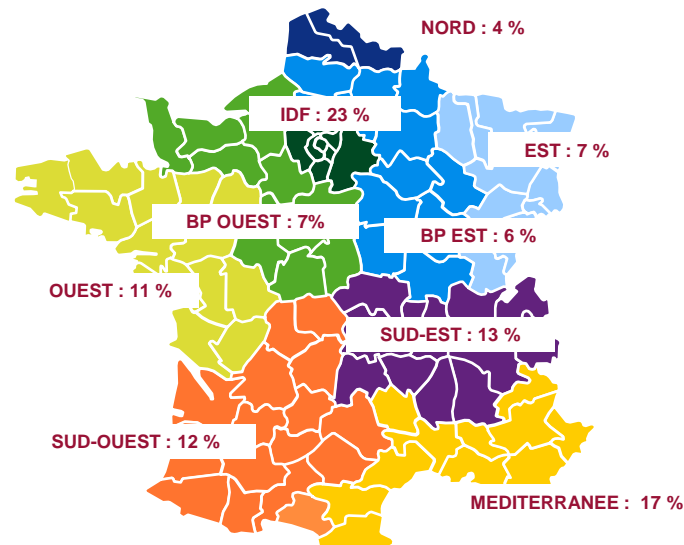 NORD : 4 %
IDF : 23 %
EST : 7 %
BP OUEST : 7%
BP EST : 6 %
OUEST : 11 %
SUD-EST : 13 %
SUD-OUEST : 12 %
MEDITERRANEE :  17 %